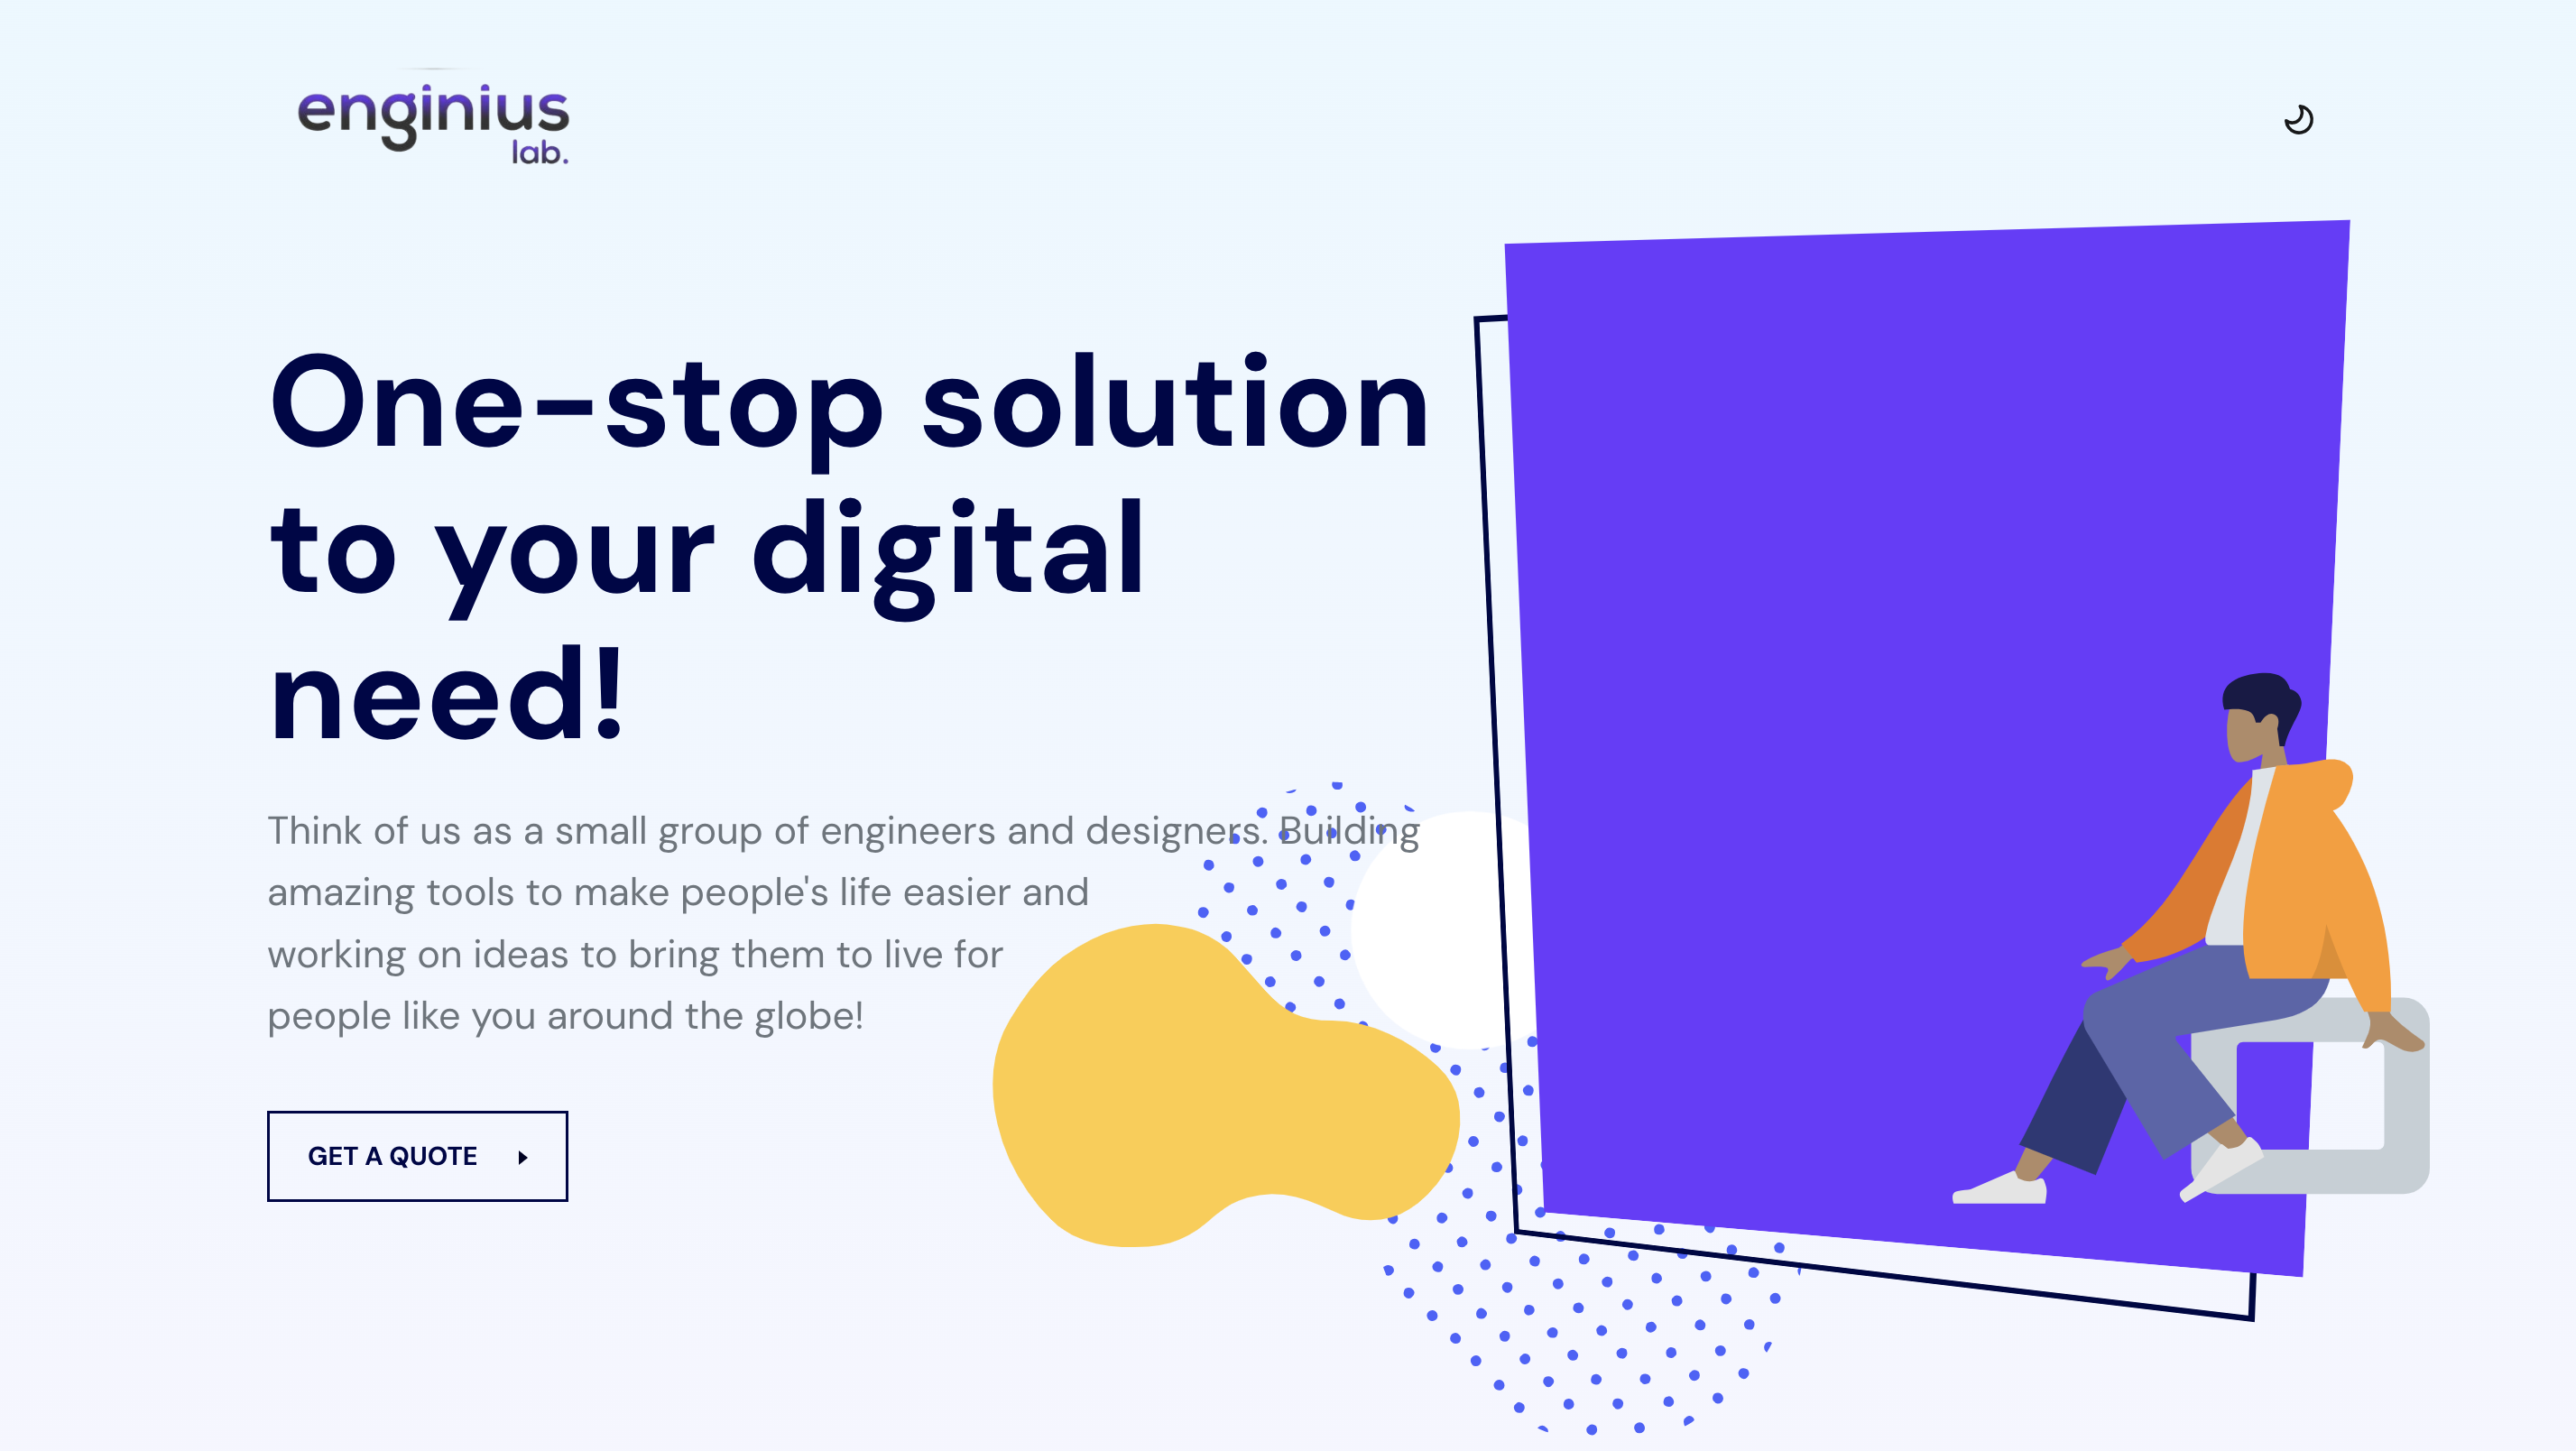 enginius
lab.
One-stop solution
to your digital
need!
Think of us as a small group of engineers and designers. Building
amazing tools to make people's life easier and
working on ideas to bring them to live for
people like you around the globe!
GET A QUOTE